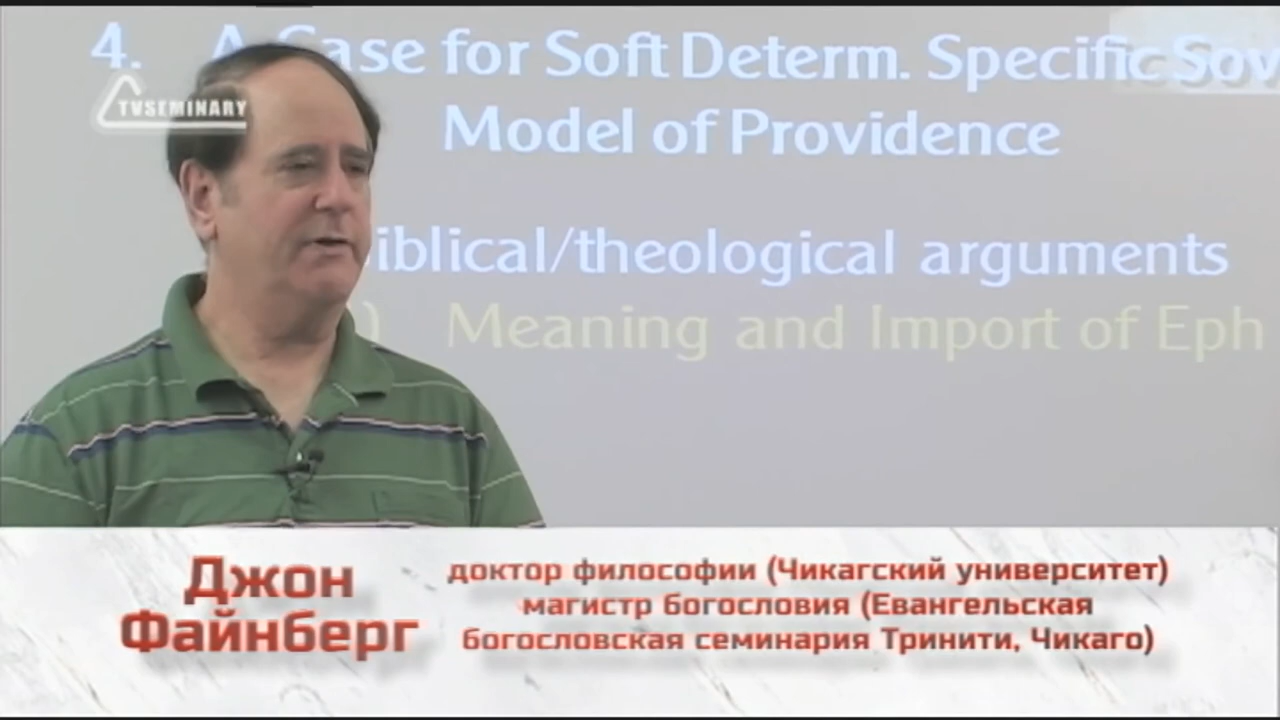 4. A Case for Soft Determ. Specific Sov
Model of Providence
iblical/theological arguments
) Meaning and Import of Eph
TVSEMINARY
Джон
Файнберг
доктор философии (Чикагский университет)
магистр богословия (Евангельская
богословская семинария Тринити, Чикаго)